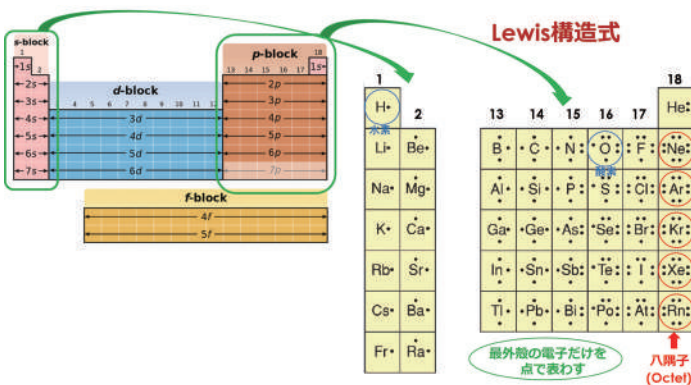 Lewis構造式
s-block
1
2
1s
2s
3s
4s
5s
6s
7s
d-block
4 5 6 7 8 9 10 11 12
3d
4d
5d
6d
p-block
18
13 14 15 16 17 1s
2p
3p
4p
5p
6p
7p
f-block
4f
5f
1 2 13 14 15 16 17 18
H He
水素
Li Be B C N O F Ne
酸素
Na Mg Al Si P S Cl Ar
K Ca Ga Ge As Se Br Kr
Rb Sr In Sn Sb Te I Xe
Cs Ba Tl Pb Bi Po At Rn
Fr Ra
最外殻の電子だけを
点で表わす
八隅子
(Octet)